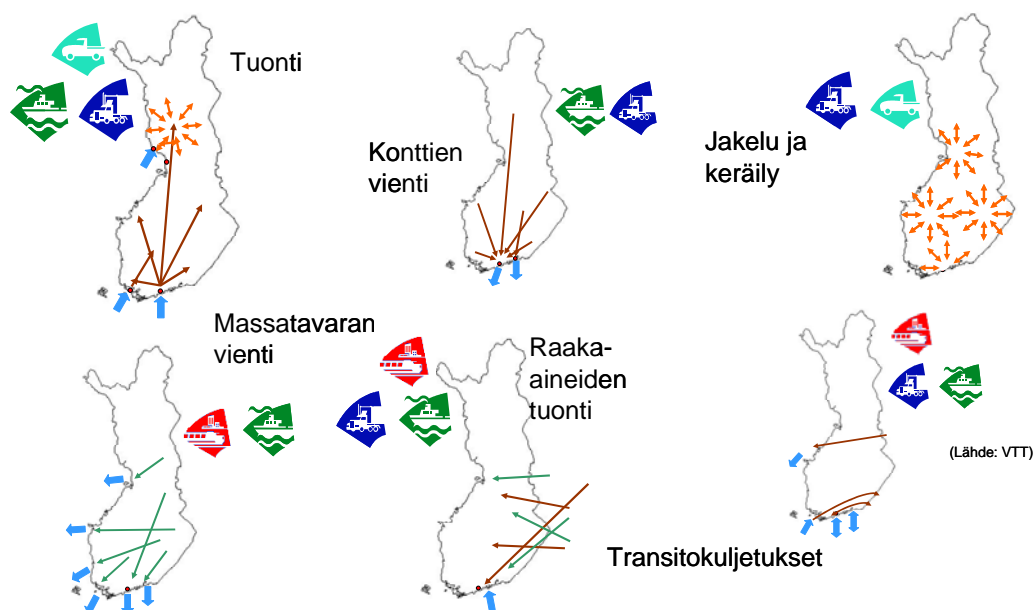 Tuonti
Konttien
vienti
Jakelu ja
keräily
Massatavaran
vienti
Raaka-
aineiden
tuonti
(Lähde: VTT)
Transitokuljetukset